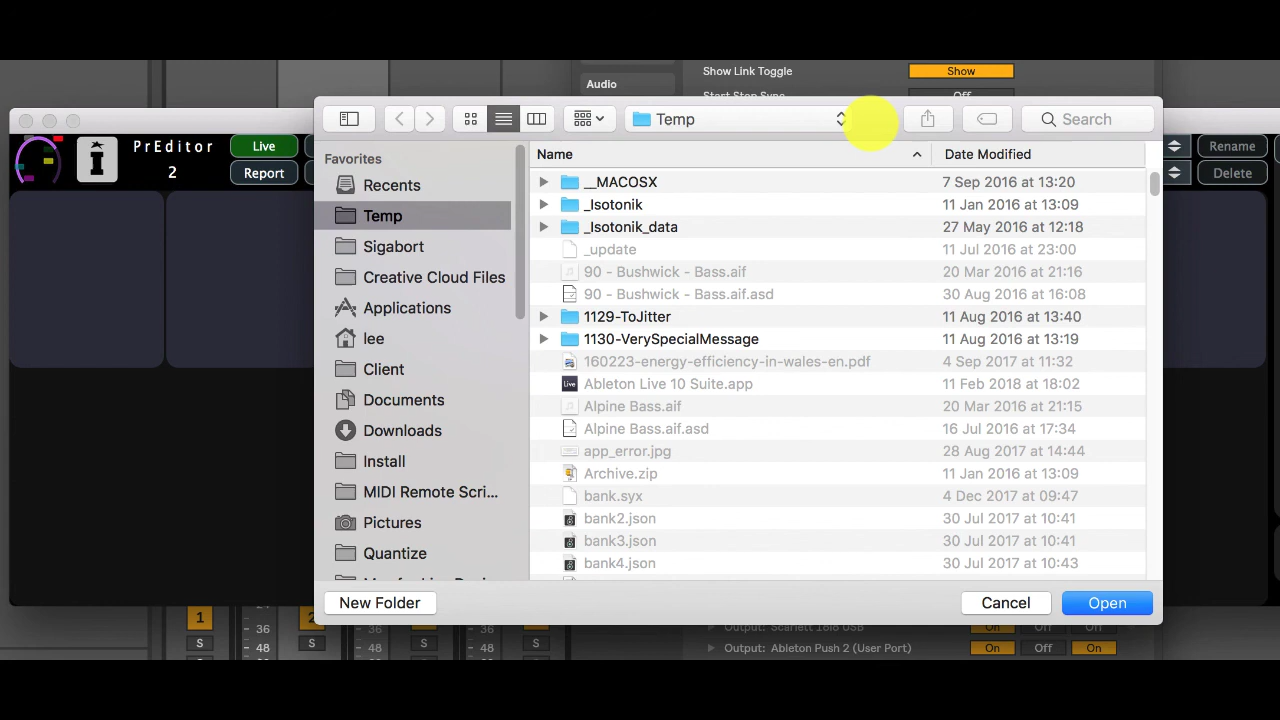 Show Link Toggle
Show
Audio
Off
Temp
Search
PrEditor
2
Live
Report
Rename
Delete
Favorites
Recents
Temp
Sigabort
Creative Cloud Files
Applications
lee
Client
Documents
Downloads
Install
MIDI Remote Scri...
Pictures
Quantize
Name
Date Modified
__MACOSX 7 Sep 2016 at 13:20
_Isotonik 11 Jan 2016 at 13:09
_Isotonik_data 27 May 2016 at 12:18
_update 11 Jul 2016 at 23:00
90 - Bushwick - Bass.aif 20 Mar 2016 at 21:16
90 - Bushwick - Bass.aif.asd 30 Aug 2016 at 16:08
1129-ToJitter 11 Aug 2016 at 13:40
1130-VerySpecialMessage 11 Aug 2016 at 13:19
160223-energy-efficiency-in-wales-en.pdf 4 Sep 2017 at 11:32
Live Ableton Live 10 Suite.app 11 Feb 2018 at 18:02
Alpine Bass.aif 20 Mar 2016 at 21:15
Alpine Bass.aif.asd 16 Jul 2016 at 17:34
app_error.jpg 28 Aug 2017 at 14:44
Archive.zip 11 Jan 2016 at 13:09
bank.syx 4 Dec 2017 at 09:47
bank2.json 30 Jul 2017 at 10:41
bank3.json 30 Jul 2017 at 10:41
bank4.json 30 Jul 2017 at 10:43
New Folder
Cancel
Open
1
2
36
36
36
S
S
S
S
48
48
48
On
Output: Ableton Push 2 (User Port)
On
Off
On